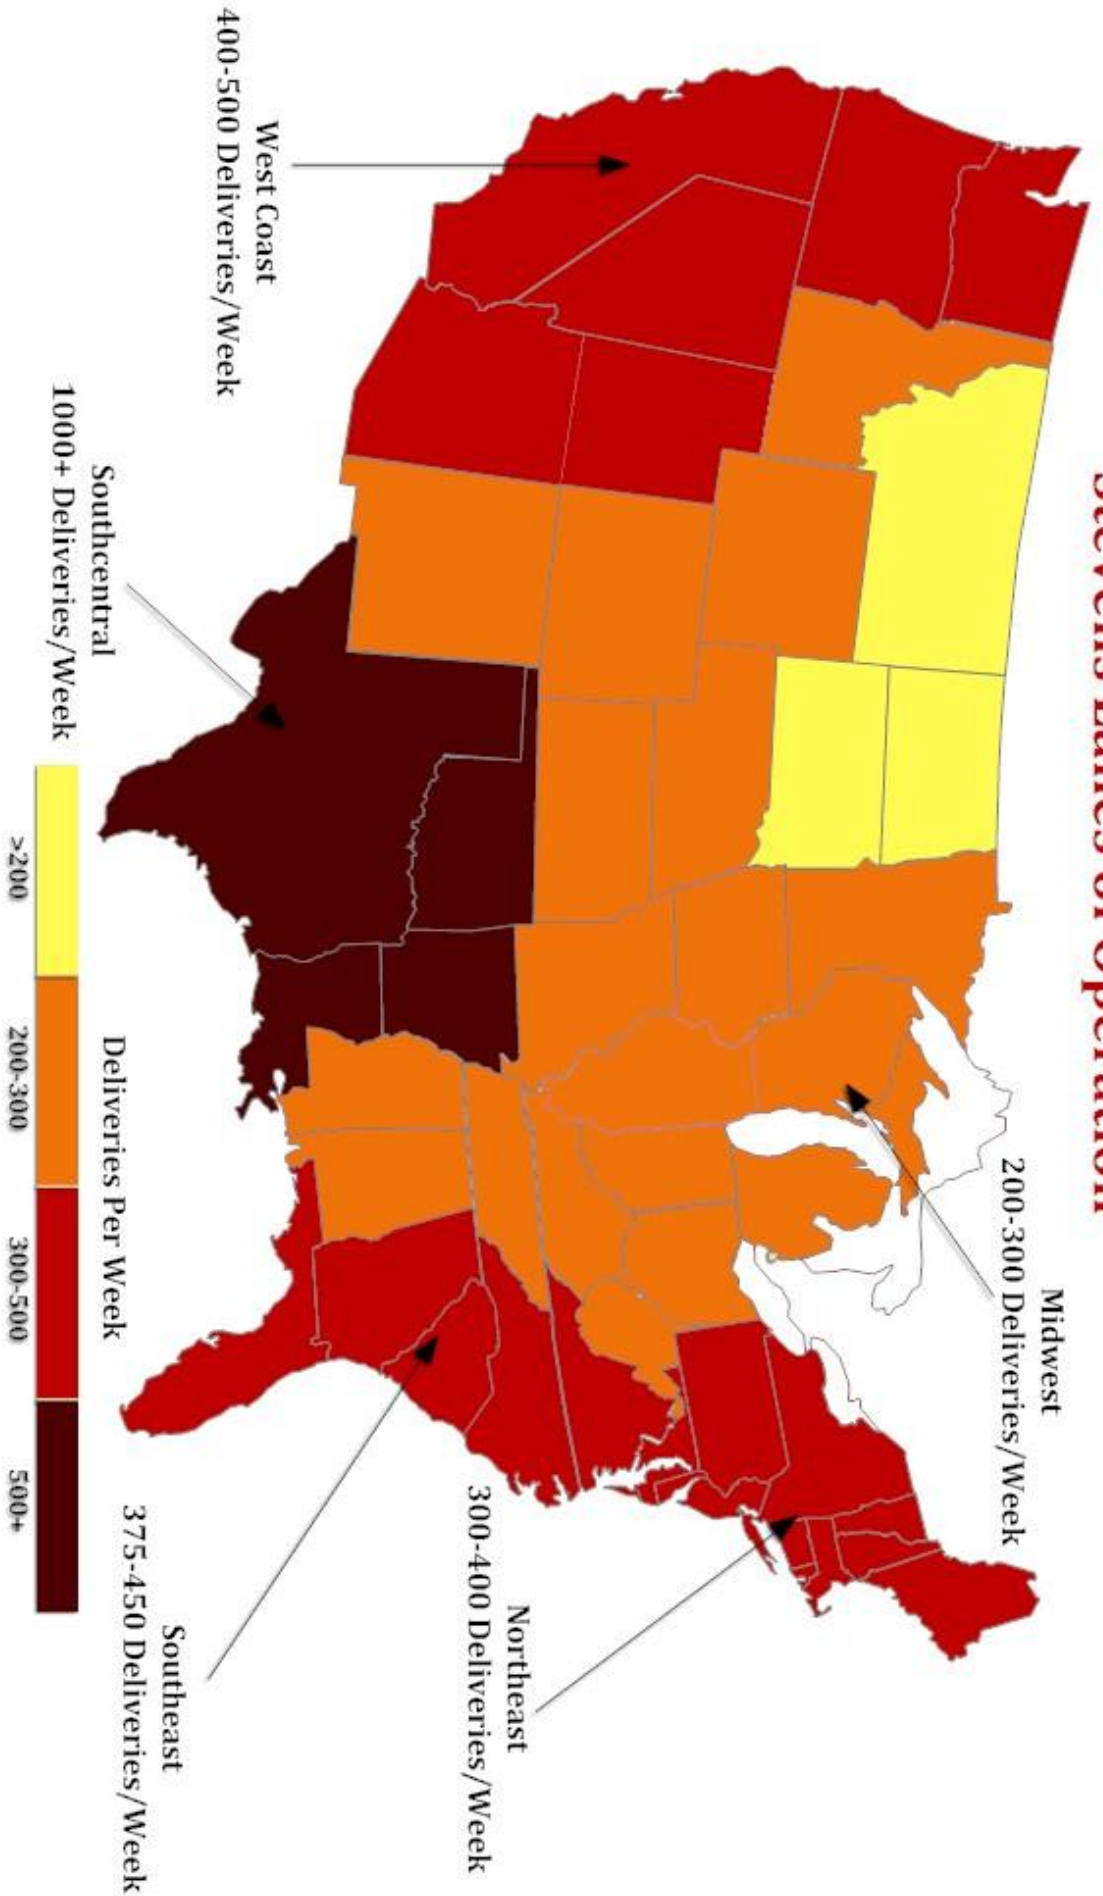 Stevens Lanes of Operation
Midwest
200-300 Deliveries/Week
West Coast
400-500 Deliveries/Week
Northeast
300-400 Deliveries/Week
Southcentral
1000+ Deliveries/Week
Southeast
375-450 Deliveries/Week
Deliveries Per Week
>200 200-300 300-500 500+